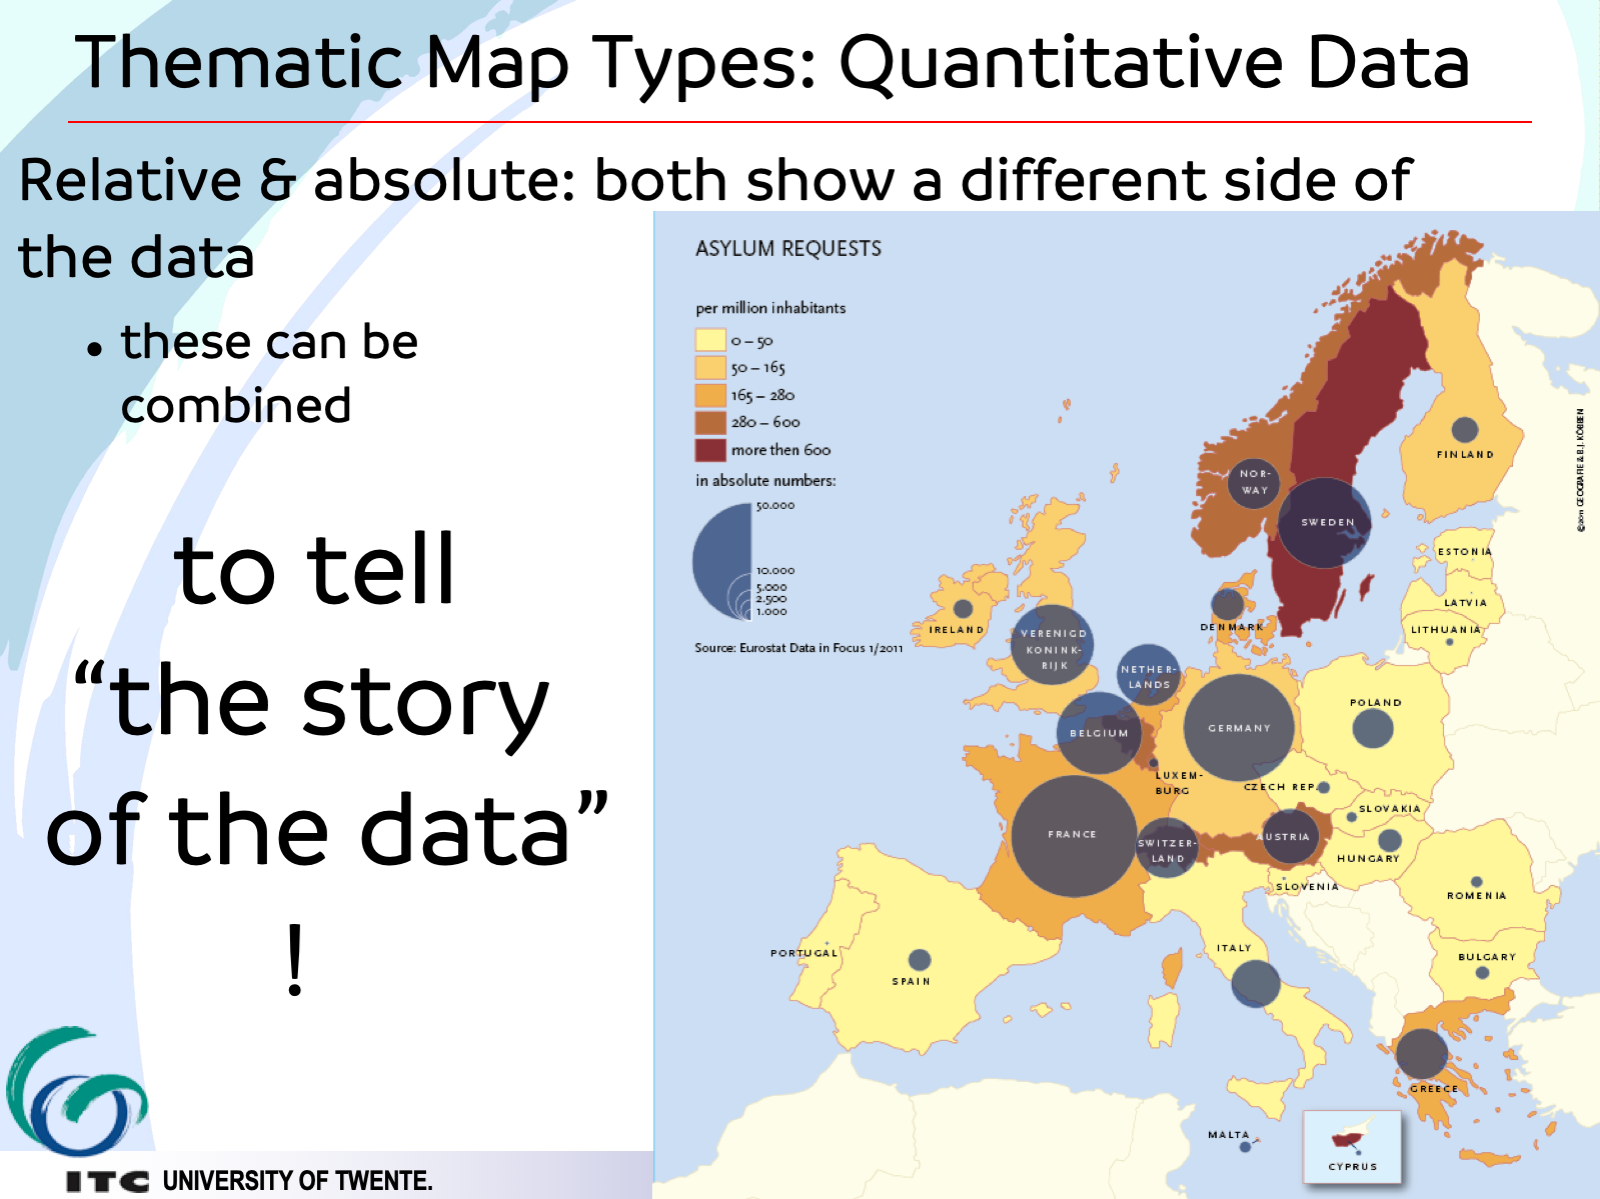 Thematic Map Types: Quantitative Data
Relative & absolute: both show a different side of
the data
• these can be
combined
to tell
“the story
of the data”
!
ITC UNIVERSITY OF TWENTE.
ASYLUM REQUESTS
per million inhabitants
0 – 50
50 – 165
165 – 280
280 – 600
more then 600
in absolute numbers:
50.000
10.000
5.000
2.500
1.000
Source: Eurostat Data in Focus 1/2011
©2011 GEOGRAFIE & B.J. KÖBBEN
FINLAND
NOR-
WAY
SWEDEN
ESTONIA
LATVIA
LITHUANIA
DENMARK
IRELAND
VERENIGD
KONINK-
RIJK
NETHER-
LANDS
BELGIUM
GERMANY
POLAND
LUXEM-
BURG
CZECH REP.
SLOVAKIA
FRANCE
SWITZER-
LAND
AUSTRIA
HUNGARY
SLOVENIA
ROMENIA
PORTUGAL
SPAIN
ITALY
BULGARY
GREECE
MALTA
CYPRUS